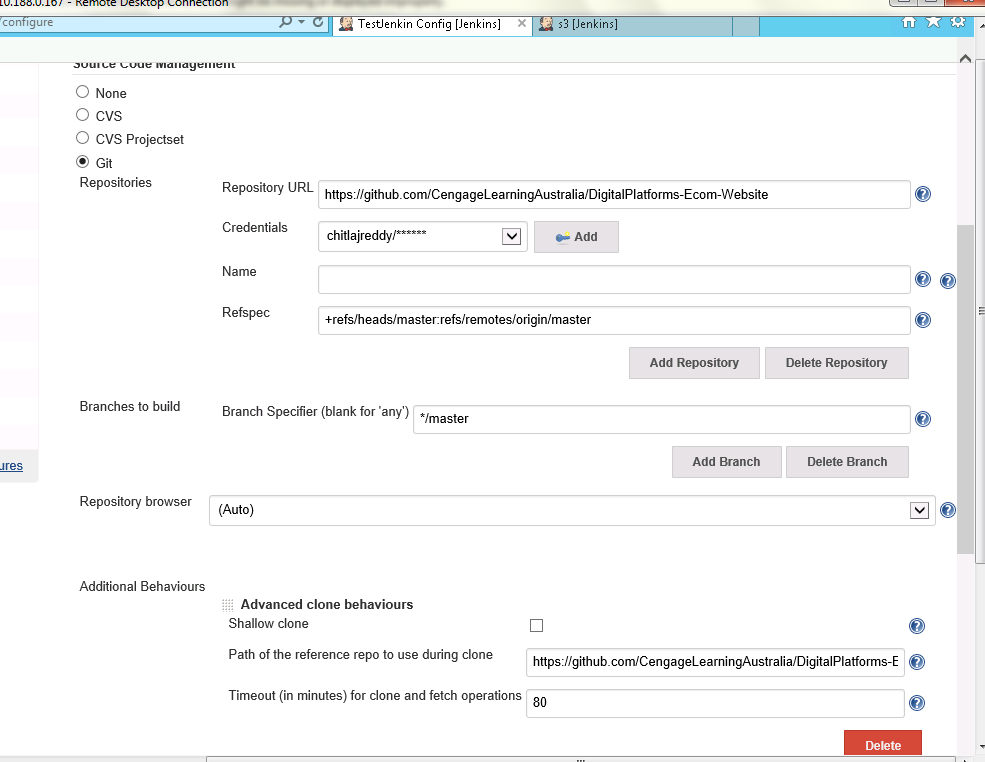 10.188.0.167 - Remote Desktop Connection
/configure
TestJenkin Config [Jenkins]
s3 [Jenkins]
Source Code Management
None
CVS
CVS Projectset
Git
Repositories
Repository URL https://github.com/CengageLearningAustralia/DigitalPlatforms-Ecom-Website
Credentials chitlajreddy/****** Add
Name
Refspec +refs/heads/master:refs/remotes/origin/master
Add Repository Delete Repository
Branches to build Branch Specifier (blank for 'any') */master
Add Branch Delete Branch
ures
Repository browser (Auto)
Additional Behaviours
Advanced clone behaviours
Shallow clone
Path of the reference repo to use during clone https://github.com/CengageLearningAustralia/DigitalPlatforms-E
Timeout (in minutes) for clone and fetch operations 80
Delete